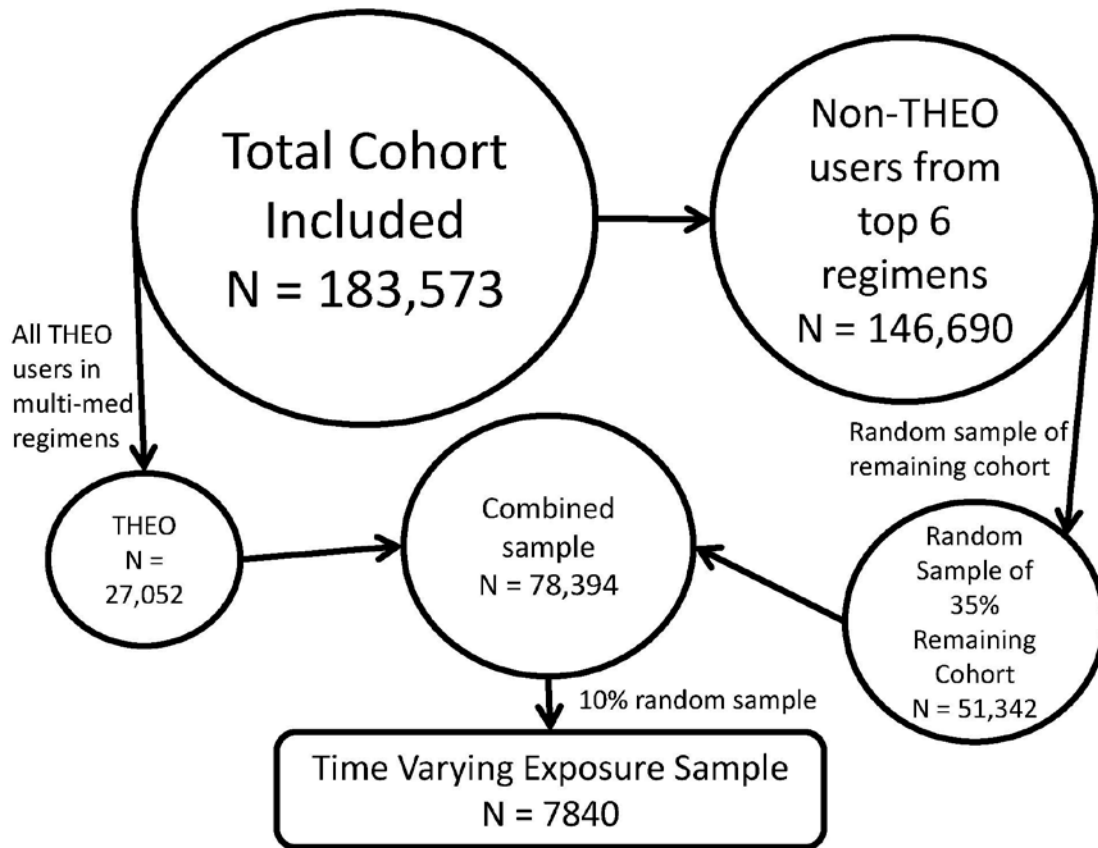 Total Cohort
Included
N = 183,573
Non-THEO
users from
top 6
regimens
N = 146,690
All THEO
users in
multi-med
regimens
Random sample of
remaining cohort
THEO
N =
27,052
Combined
sample
N = 78,394
Random
Sample of
35%
Remaining
Cohort
N = 51,342
10% random sample
Time Varying Exposure Sample
N = 7840